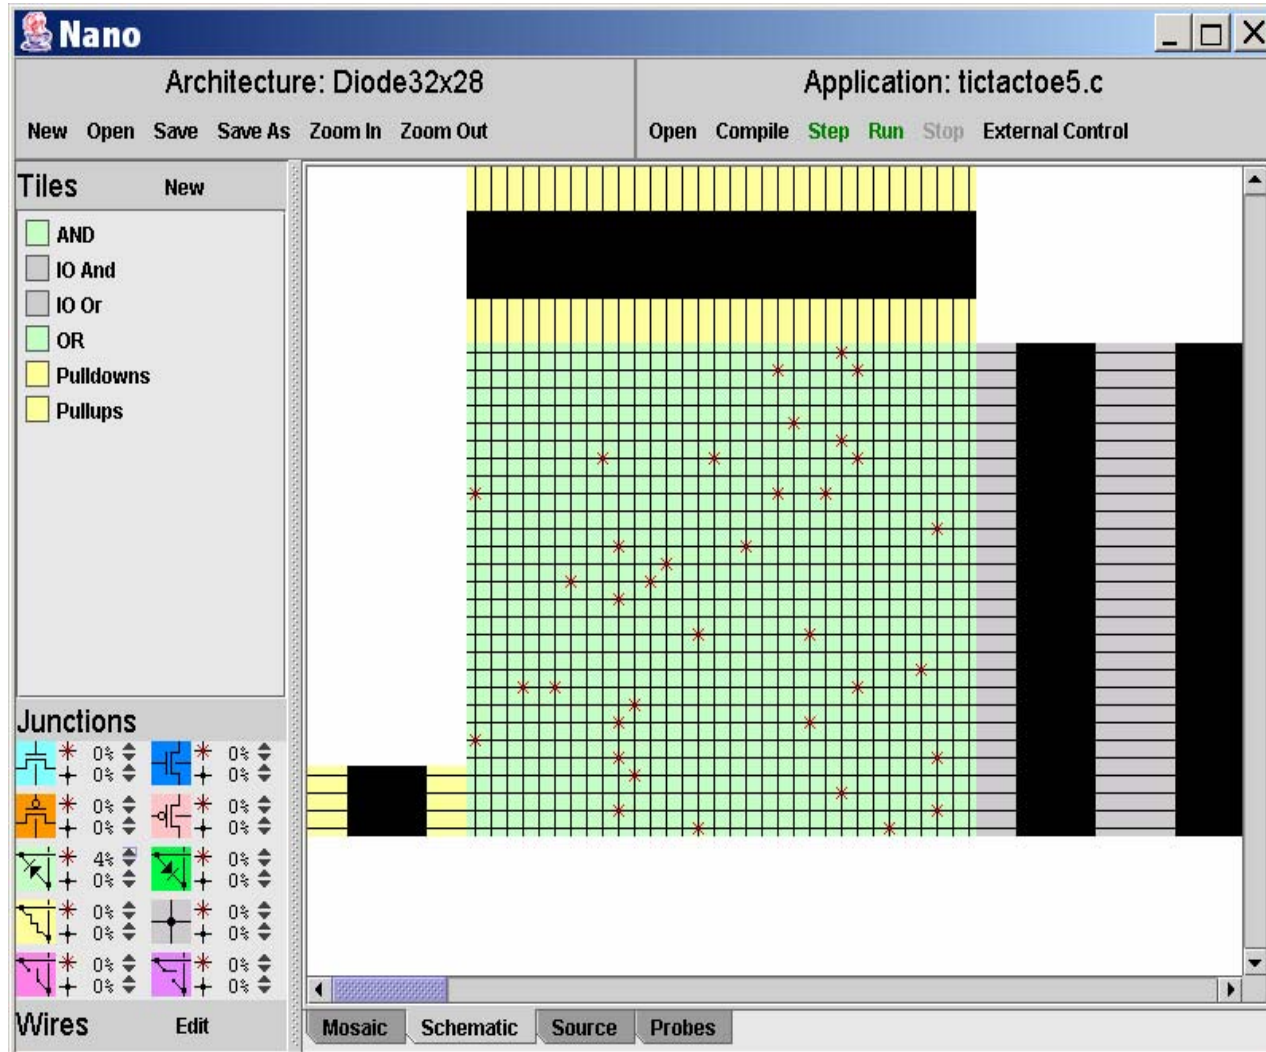 Nano
Architecture: Diode32x28
Application: tictactoe5.c
New Open Save Save As Zoom In Zoom Out
Open Compile Step Run Stop External Control
Tiles New
AND
IO And
IO Or
OR
Pulldowns
Pullups
Junctions
0% 0%
0% 0%
0% 0%
0% 0%
4% 0%
0% 0%
0% 0%
0% 0%
0% 0%
0% 0%
Wires Edit
Mosaic Schematic Source Probes